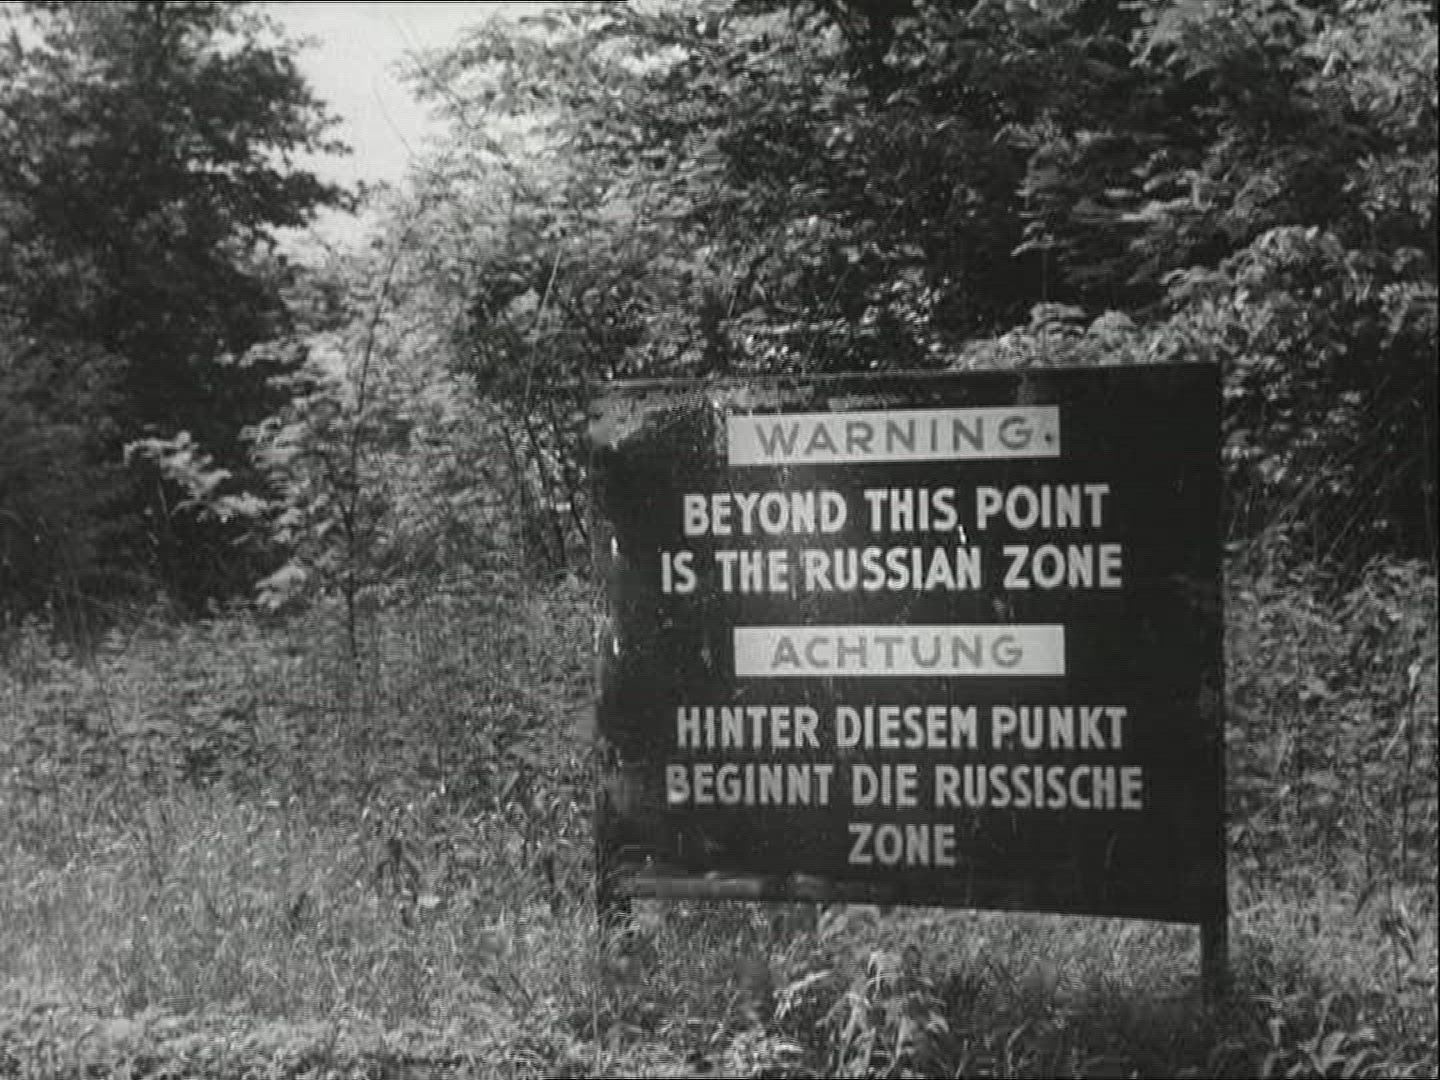 WARNING.
BEYOND THIS POINT
IS THE RUSSIAN ZONE
ACHTUNG
HINTER DIESEM PUNKT
BEGINNT DIE RUSSISCHE
ZONE